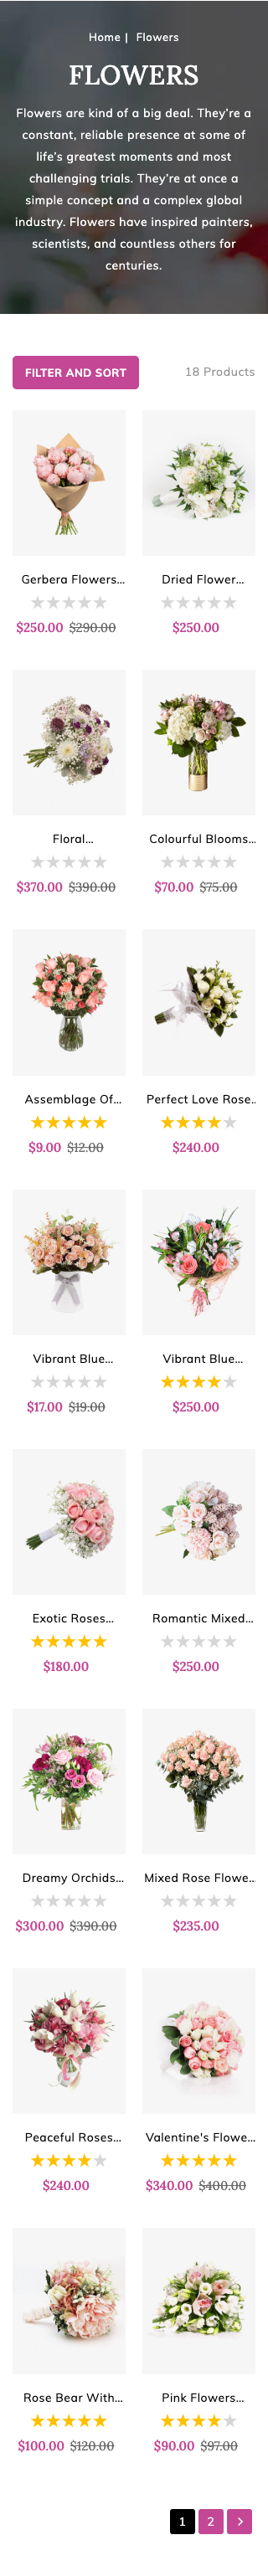 Home | Flowers
FLOWERS
Flowers are kind of a big deal. They're a
constant, reliable presence at some of
life's greatest moments and most
challenging trials. They're at once a
simple concept and a complex global
industry. Flowers have inspired painters,
scientists, and countless others for
centuries.
FILTER AND SORT
18 Products
Gerbera Flowers...
$250.00 $290.00
Dried Flower...
$250.00
Floral...
$370.00 $390.00
Colourful Blooms...
$70.00 $75.00
Assemblage Of...
$9.00 $12.00
Perfect Love Rose...
$240.00
Vibrant Blue...
$17.00 $19.00
Vibrant Blue...
$250.00
Exotic Roses...
$180.00
Romantic Mixed...
$250.00
Dreamy Orchids...
$300.00 $390.00
Mixed Rose Flowe...
$235.00
Peaceful Roses...
$240.00
Valentine's Flowe...
$340.00 $400.00
Rose Bear With...
$100.00 $120.00
Pink Flowers...
$90.00 $97.00
1 2 >